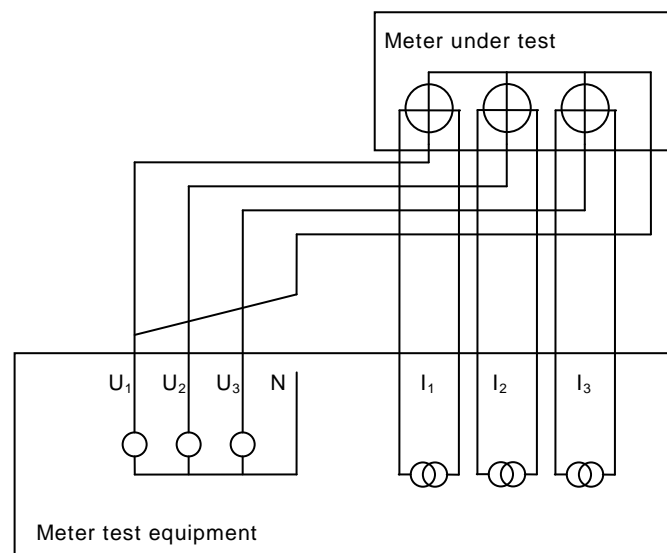 Meter under test
U₁ U₂ U₃ N I₁ I₂ I₃
Meter test equipment